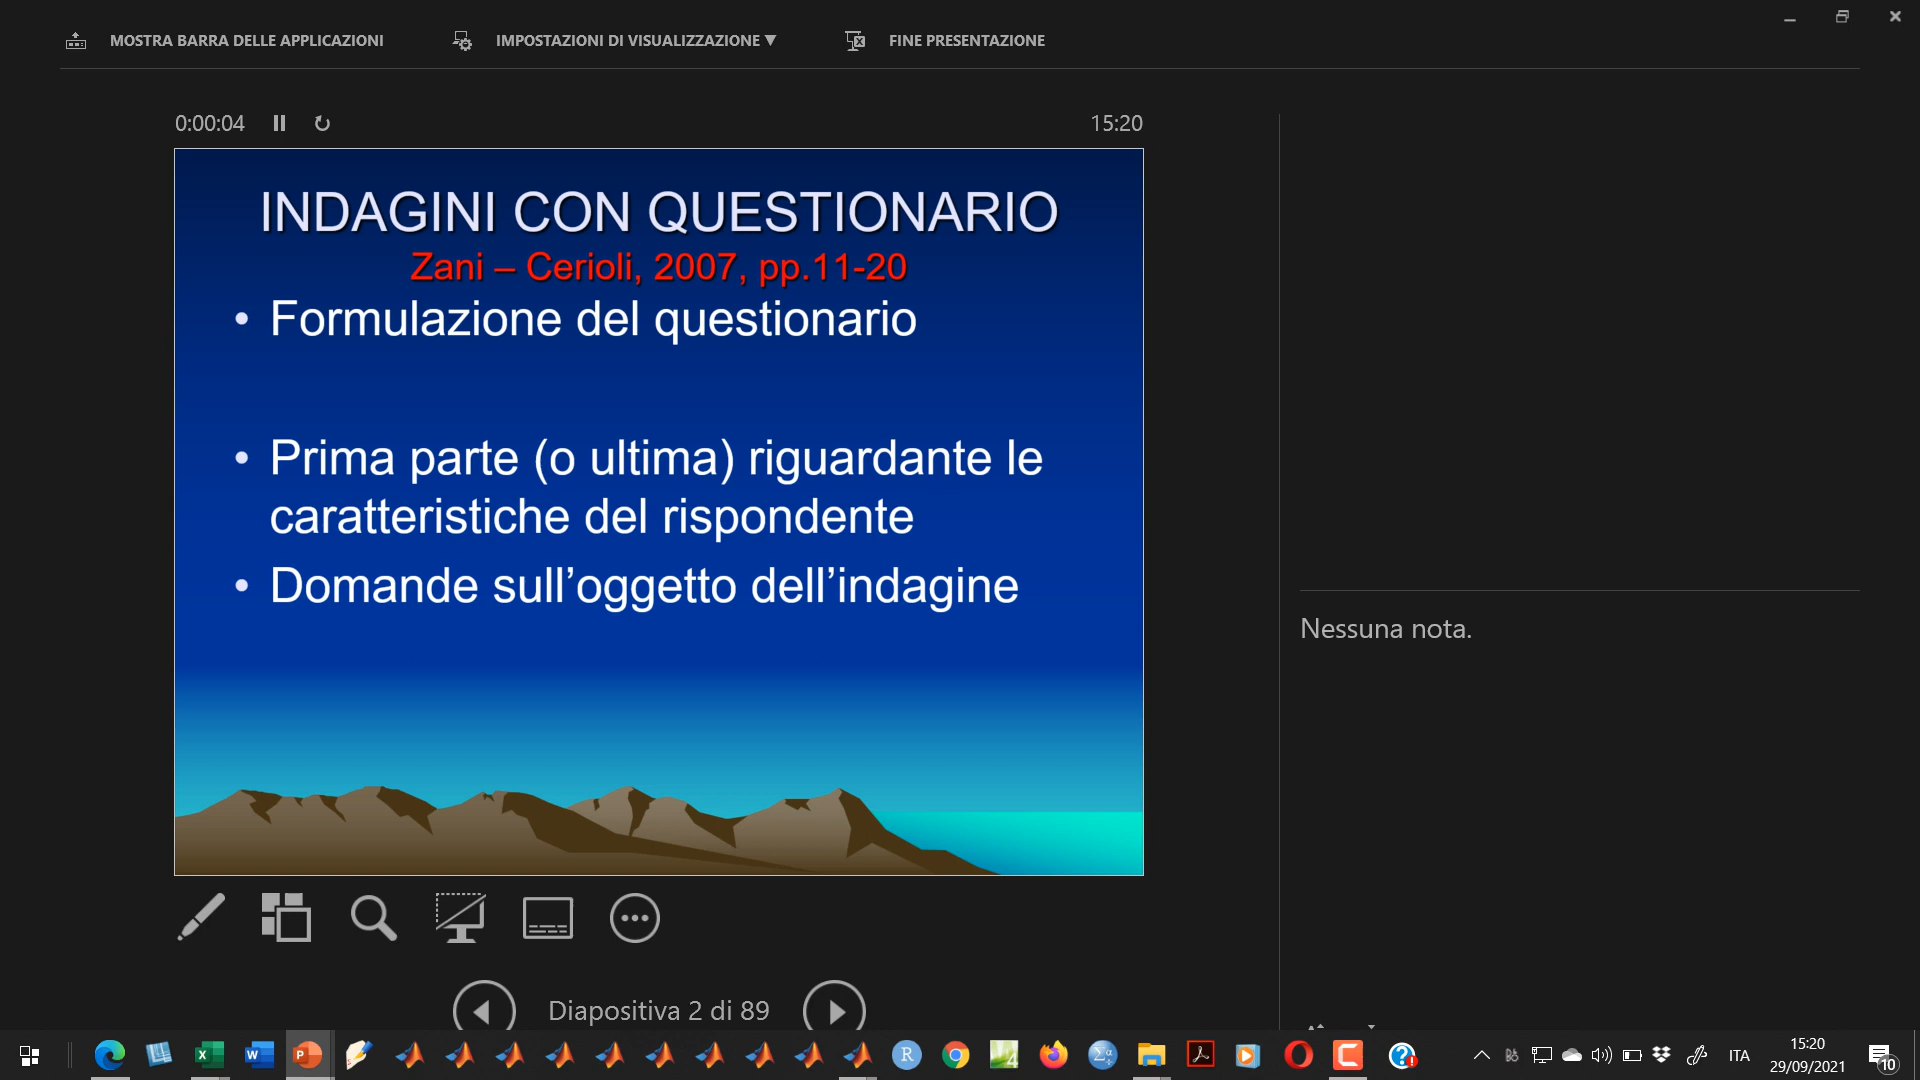 MOSTRA BARRA DELLE APPLICAZIONI
IMPOSTAZIONI DI VISUALIZZAZIONE ▼
FINE PRESENTAZIONE
0:00:04
15:20
INDAGINI CON QUESTIONARIO
Zani – Cerioli, 2007, pp.11-20
• Formulazione del questionario
• Prima parte (o ultima) riguardante le
caratteristiche del rispondente
• Domande sull’oggetto dell’indagine
Nessuna nota.
Diapositiva 2 di 89
ITA
15:20
29/09/2021
10